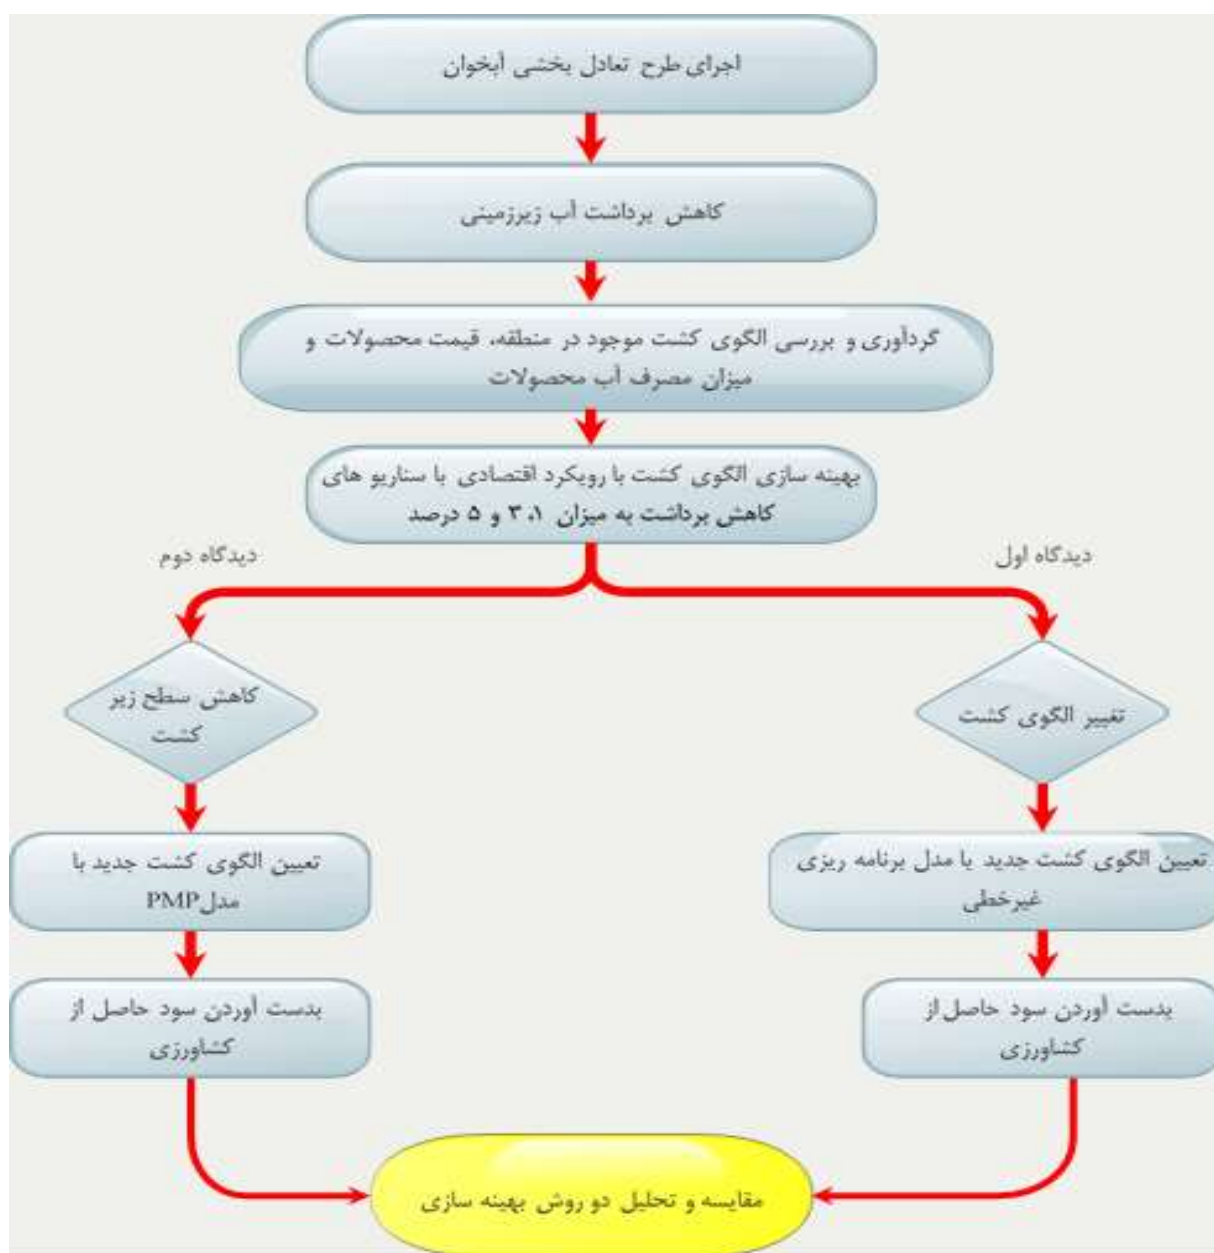 اجرای طرح تعادل بخشی آبخوان
کاهش برداشت آب زیرزمینی
گردآوری و بررسی الگوی کشت موجود در منطقه، قیمت محصولات و
میزان مصرف آب محصولات
بهینه سازی الگوی کشت با رویکرد اقتصادی با سناریو های
کاهش برداشت به میزان ۳،۱ و ۵ درصد
دیدگاه اول
دیدگاه دوم
تغییر الگوی کشت
کاهش سطح زیر
کشت
تعیین الگوی کشت جدید با مدل برنامه ریزی
غیرخطی
تعیین الگوی کشت جدید با
مدلPMP
بدست آوردن سود حاصل از
کشاورزی
بدست آوردن سود حاصل از
کشاورزی
مقایسه و تحلیل دو روش بهینه سازی